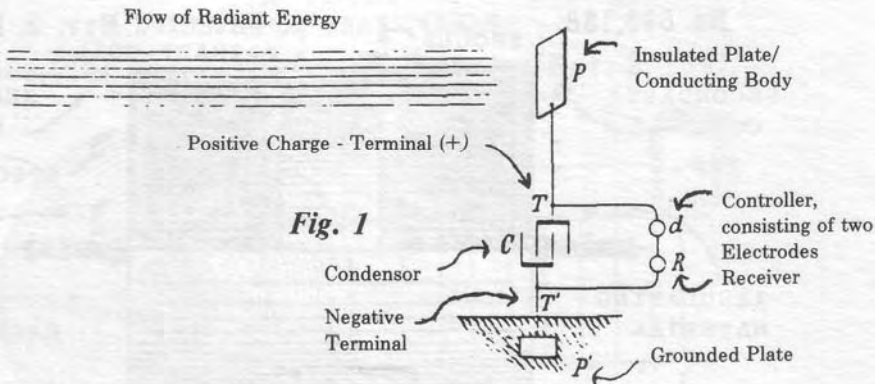 Flow of Radiant Energy
P
Insulated Plate/
Conducting Body
Positive Charge - Terminal (+)
T
Fig. 1
C
Condensor
d
Controller,
consisting of two
Electrodes
R
Receiver
T'
Negative
Terminal
P'
Grounded Plate